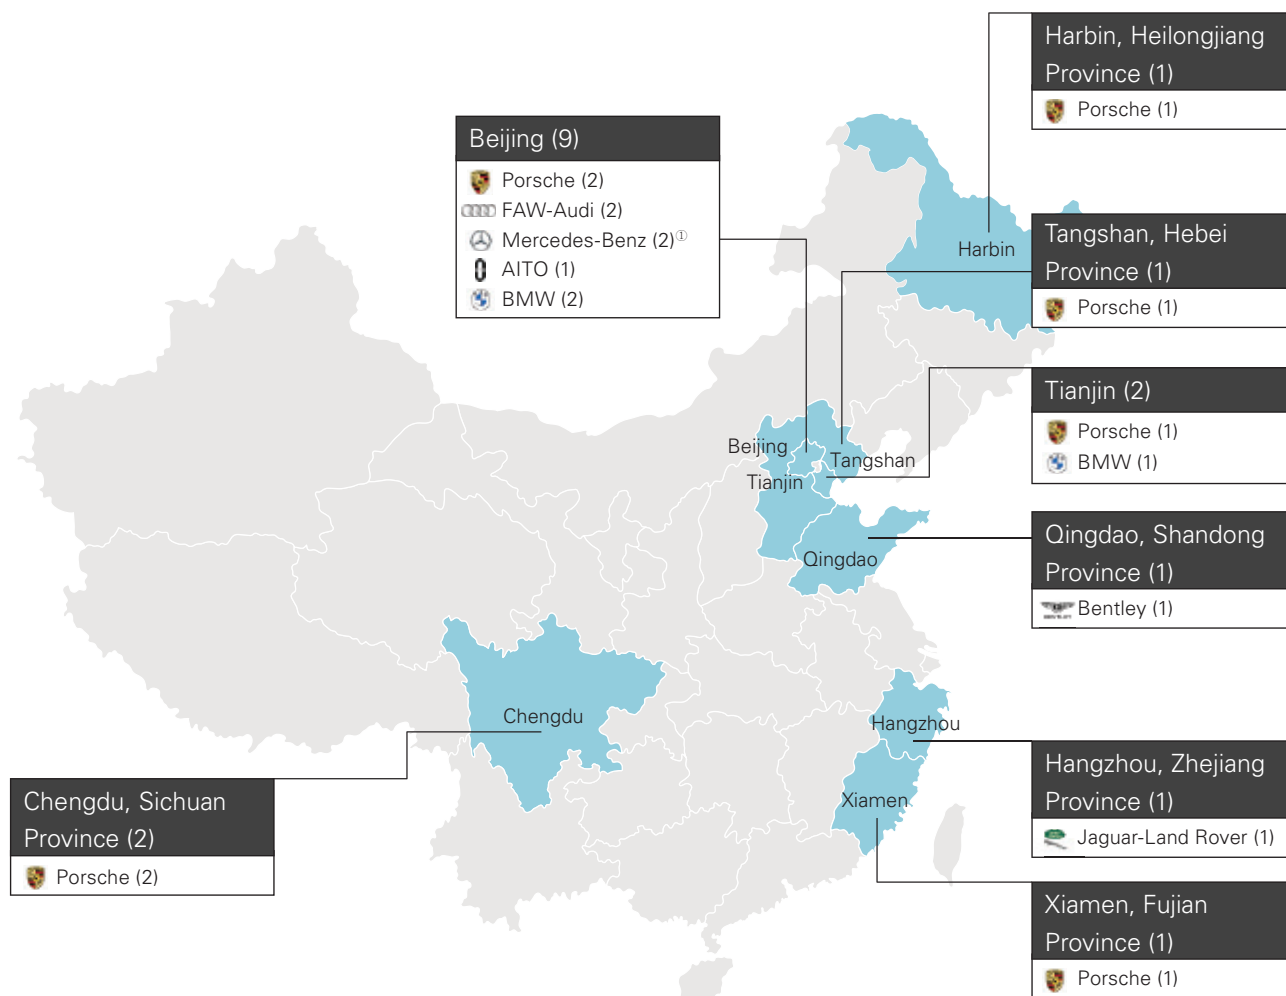 Harbin, Heilongjiang
Province (1)
Porsche (1)
Beijing (9)
Porsche (2)
FAW-Audi (2)
Mercedes-Benz (2)①
AITO (1)
BMW (2)
Harbin
Tangshan, Hebei
Province (1)
Porsche (1)
Tianjin (2)
Porsche (1)
BMW (1)
Beijing
Tangshan
Tianjin
Qingdao, Shandong
Province (1)
Bentley (1)
Qingdao
Chengdu
Hangzhou
Hangzhou, Zhejiang
Province (1)
Jaguar-Land Rover (1)
Chengdu, Sichuan
Province (2)
Porsche (2)
Xiamen
Xiamen, Fujian
Province (1)
Porsche (1)